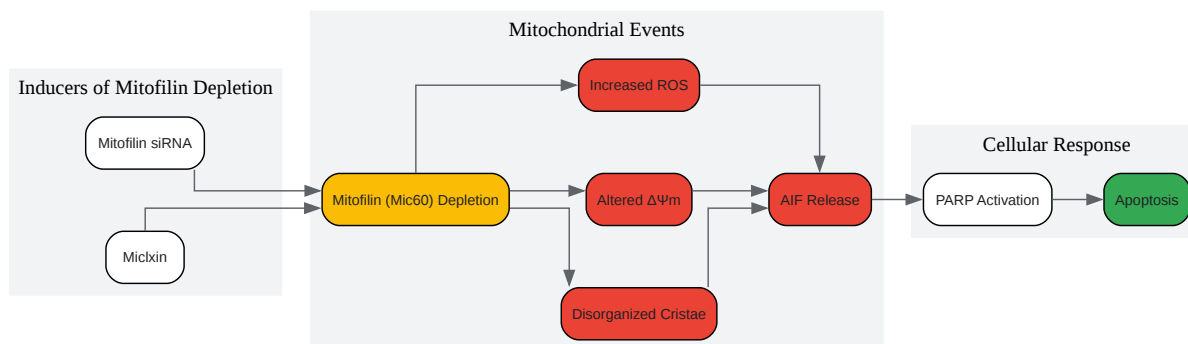 Inducers of Mitofilin Depletion
Mitofilin siRNA
Miclxin
Mitochondrial Events
Increased ROS
Mitofilin (Mic60) Depletion
Altered ΔΨm
AIF Release
Disorganized Cristae
Cellular Response
PARP Activation
Apoptosis